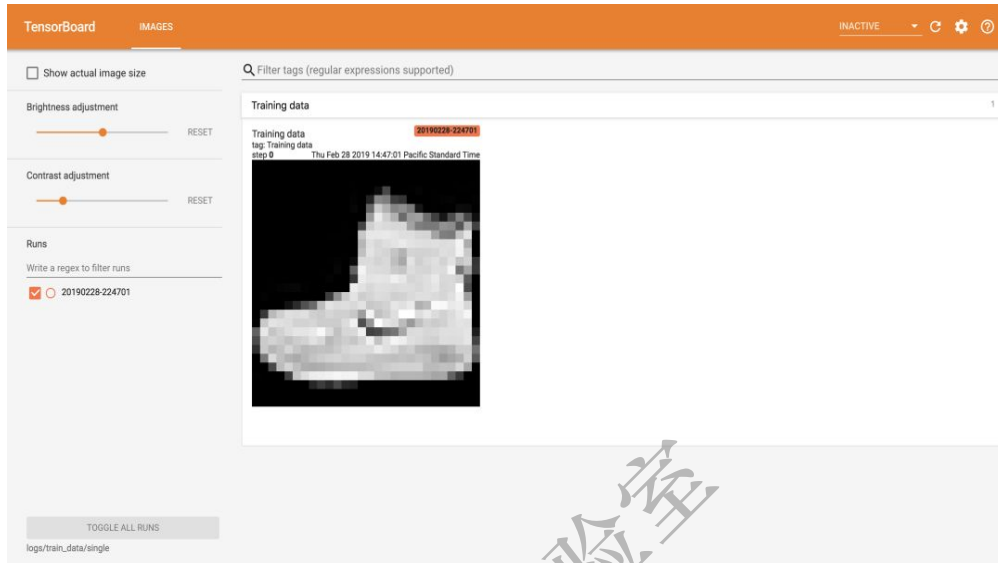 TensorBoard IMAGES INACTIVE
Show actual image size
Filter tags (regular expressions supported)
Brightness adjustment
RESET
Contrast adjustment
RESET
Runs
Write a regex to filter runs
20190228-224701
TOGGLE ALL RUNS
logs/train_data/single
Training data 1
Training data 20190228-224701
tag: Training data
step 0 Thu Feb 28 2019 14:47:01 Pacific Standard Time
验室